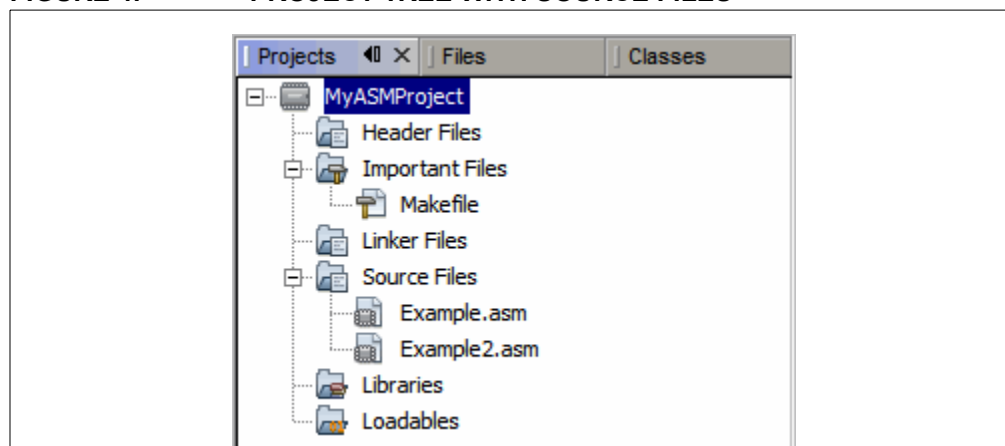 Projects Files Classes
MyASMProject
Header Files
Important Files
Makefile
Linker Files
Source Files
Example.asm
Example2.asm
Libraries
Loadables